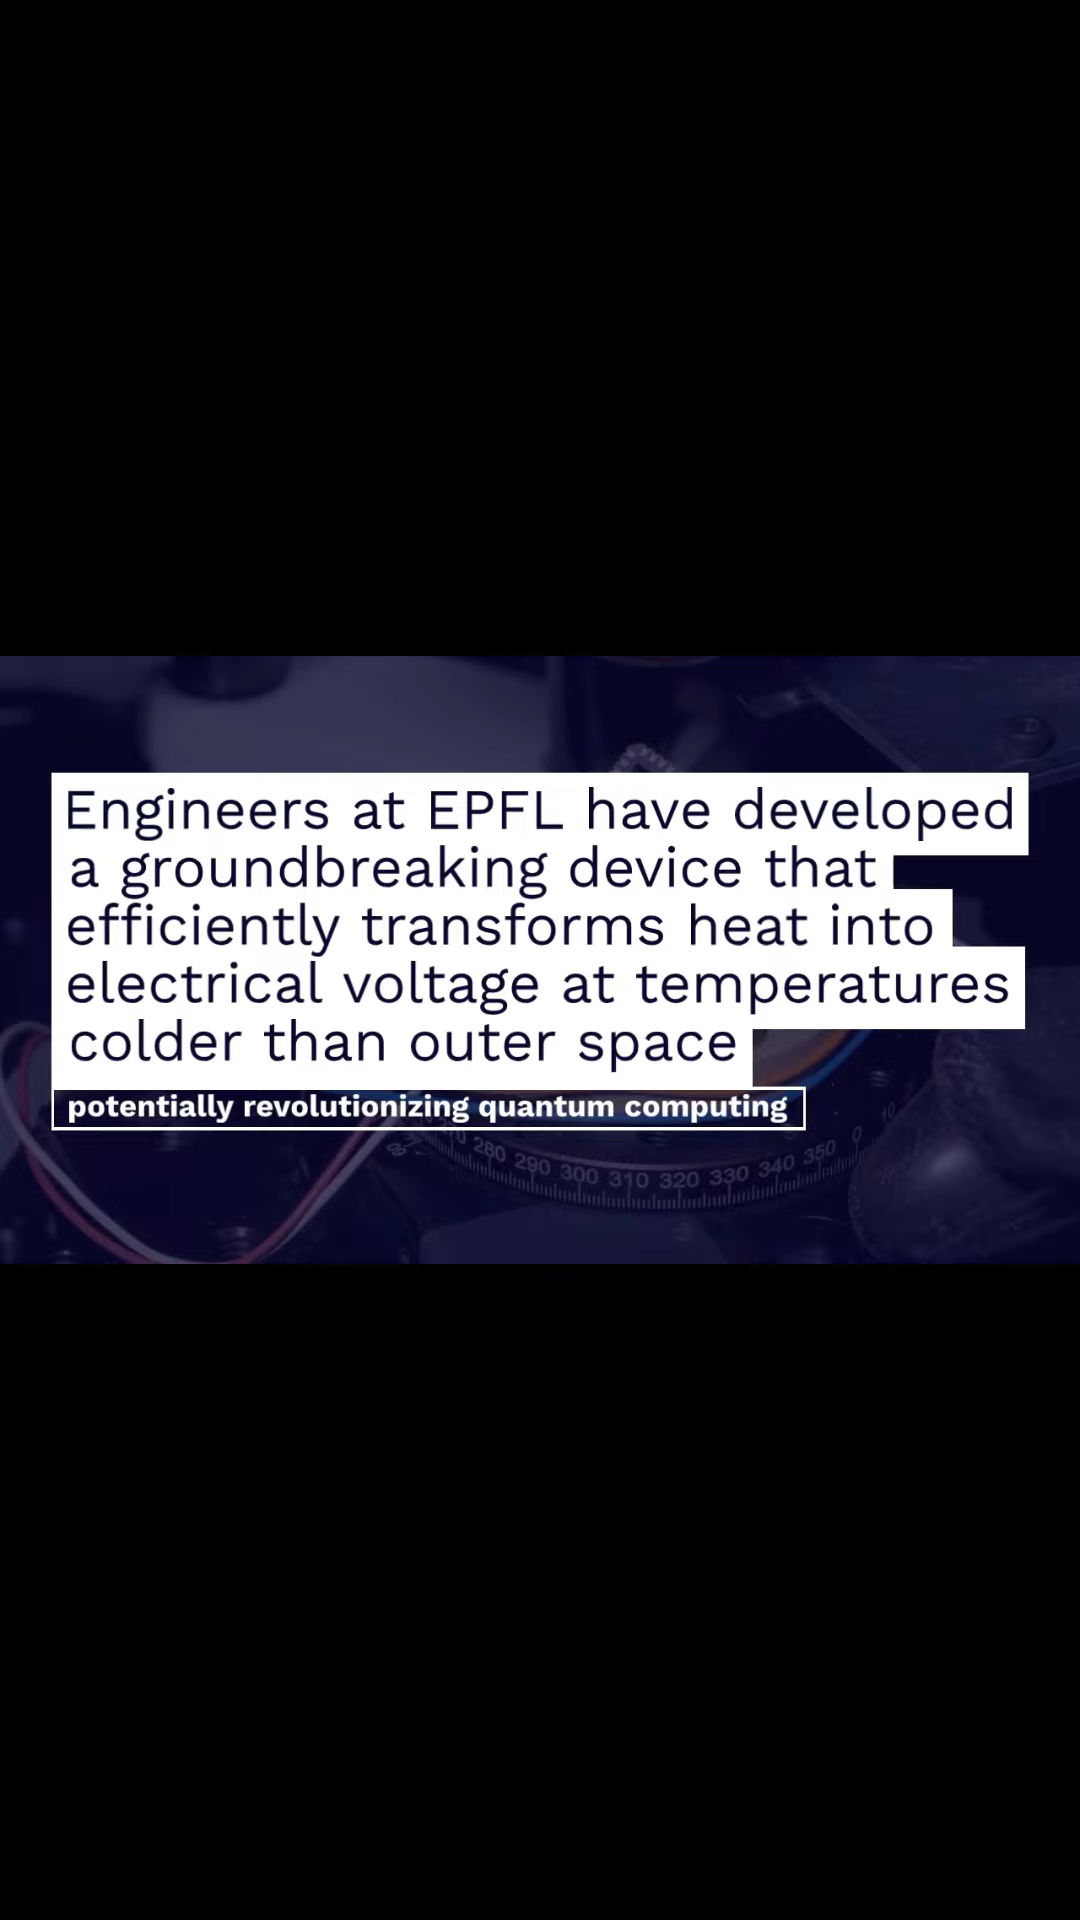 Engineers at EPFL have developed
a groundbreaking device that
efficiently transforms heat into
electrical voltage at temperatures
colder than outer space
potentially revolutionizing quantum computing
280 290 300 310 320 330 340 350 0 10